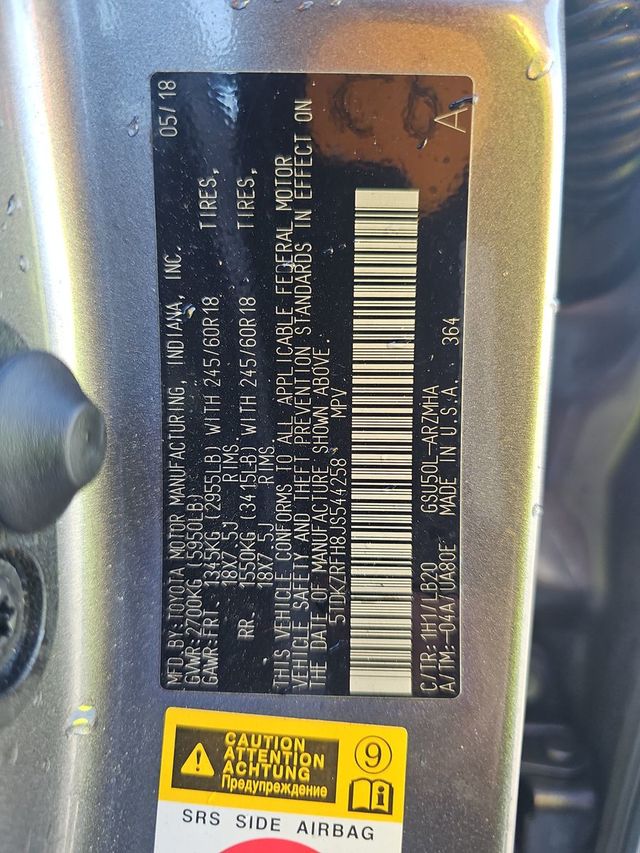 MFD.BY:TOYOTA MOTOR MANUFACTURING, INDIANA, INC. 05/18
GVWR:2700KG (5950LB)
GAWR:FRT. 1345KG (2955LB) WITH 245/60R18 TIRES,
18X7.5J RIMS.
RR. 1550KG (3415LB) WITH 245/60R18 TIRES,
18X7.5J RIMS.
THIS VEHICLE CONFORMS TO ALL APPLICABLE FEDERAL MOTOR
VEHICLE SAFETY AND THEFT PREVENTION STANDARDS IN EFFECT ON
THE DATE OF MANUFACTURE SHOWN ABOVE.
5TDKZRFH8JS544258 MPV
C/TR:1H1/LB20 GSU50L-ARZMHA
A/TM:-04A/UA80E MADE IN U.S.A. 364 A
CAUTION
ATTENTION
ACHTUNG
Предупреждение
9
SRS SIDE AIRBAG